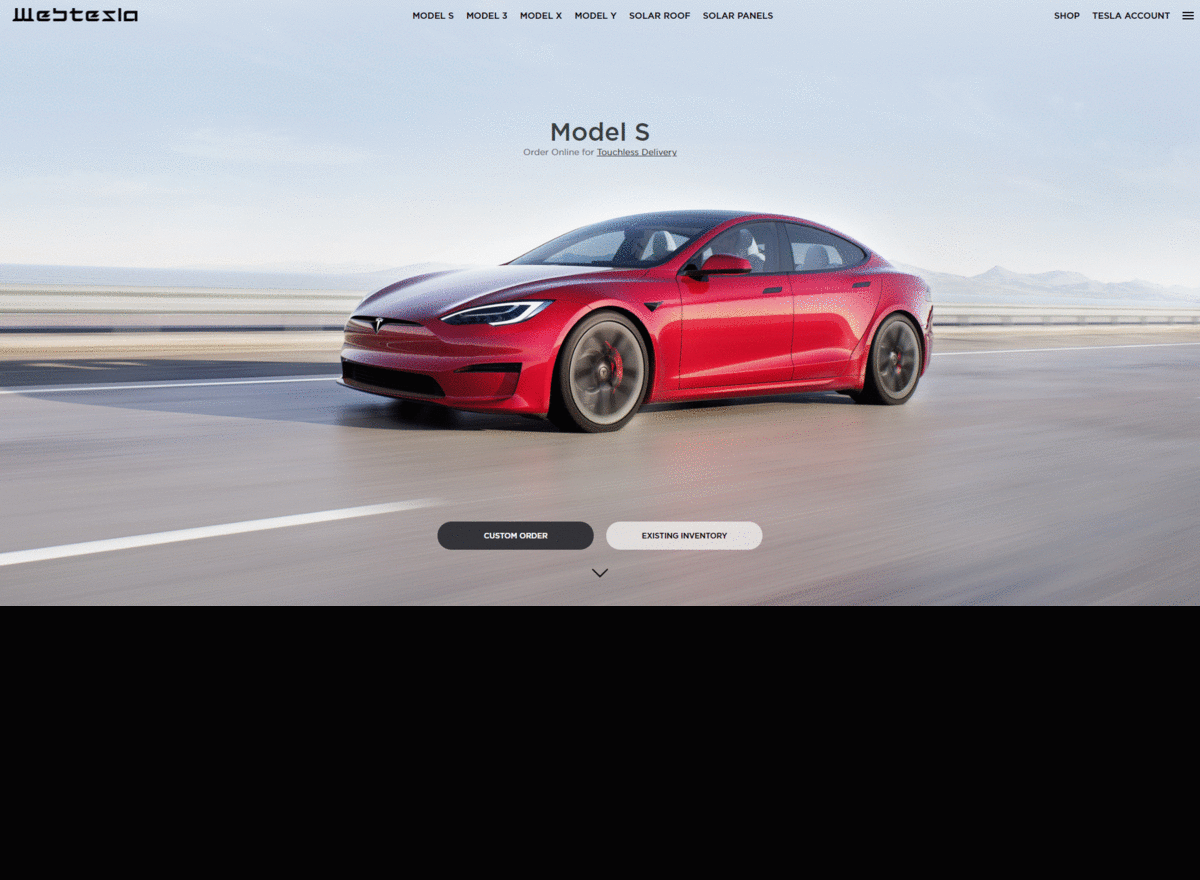 Webtesla MODEL S MODEL 3 MODEL X MODEL Y SOLAR ROOF SOLAR PANELS SHOP TESLA ACCOUNT
Model S
Order Online for Touchless Delivery
CUSTOM ORDER EXISTING INVENTORY